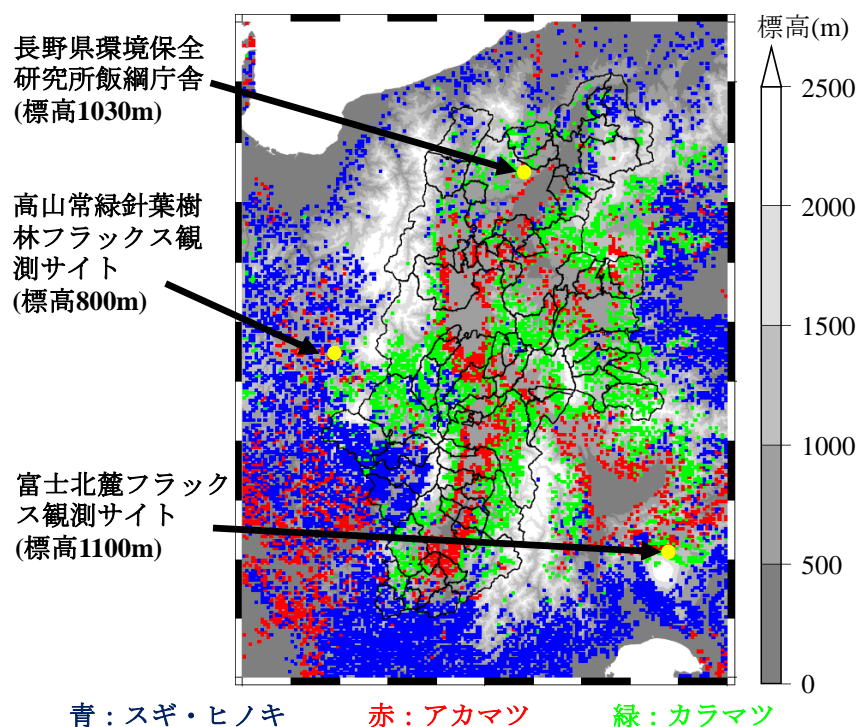 長野県環境保全
研究所飯綱庁舎
(標高1030m)
高山常緑針葉樹
林フラックス観
測サイト
(標高800m)
富士北麓フラック
ス観測サイト
(標高1100m)
標高(m)
2500
2000
1500
1000
500
0
青：スギ・ヒノキ 赤：アカマツ 緑：カラマツ